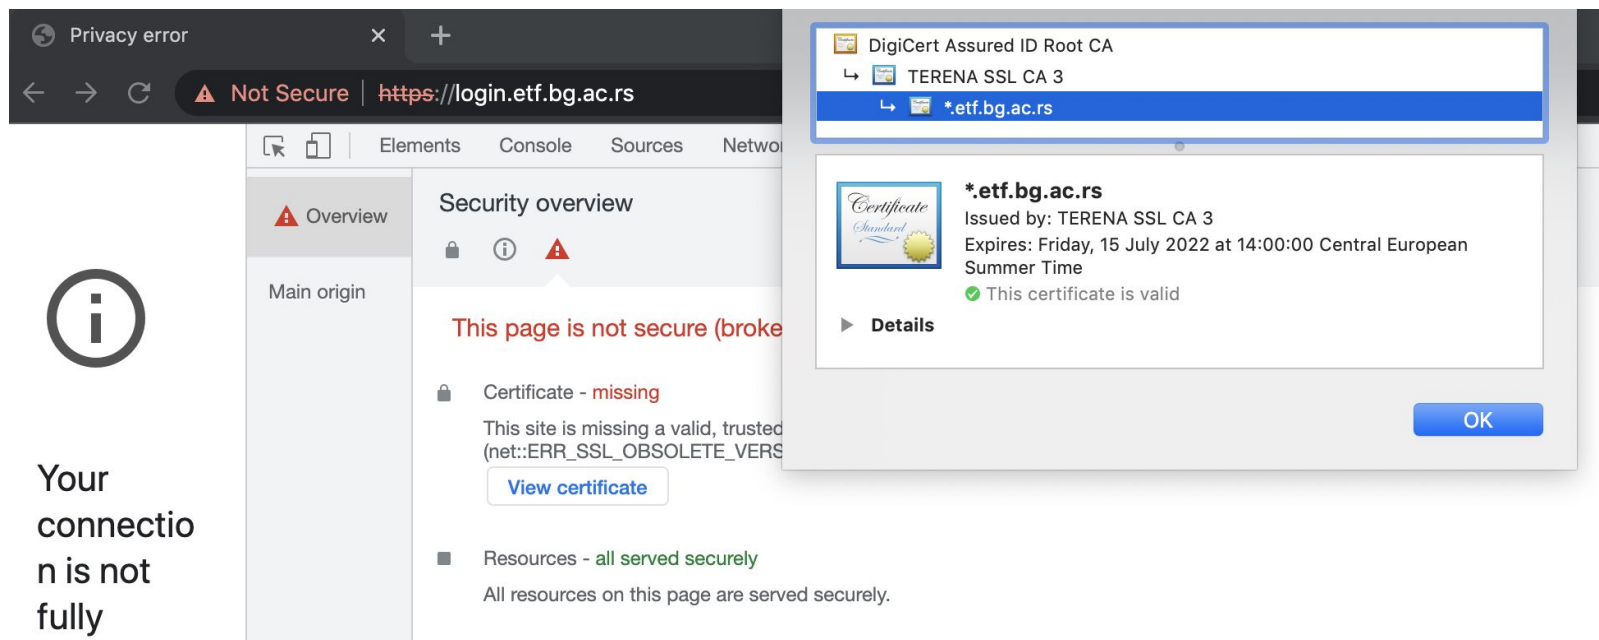 Privacy error
Not Secure https://login.etf.bg.ac.rs
Elements Console Sources Networ
Overview
Main origin
Security overview
This page is not secure (broke
Certificate - missing
This site is missing a valid, trusted
(net::ERR_SSL_OBSOLETE_VERS
View certificate
Resources - all served securely
All resources on this page are served securely.
Your
connectio
n is not
fully
DigiCert Assured ID Root CA
TERENA SSL CA 3
*.etf.bg.ac.rs
Certificate
Standard
*.etf.bg.ac.rs
Issued by: TERENA SSL CA 3
Expires: Friday, 15 July 2022 at 14:00:00 Central European
Summer Time
This certificate is valid
Details
OK